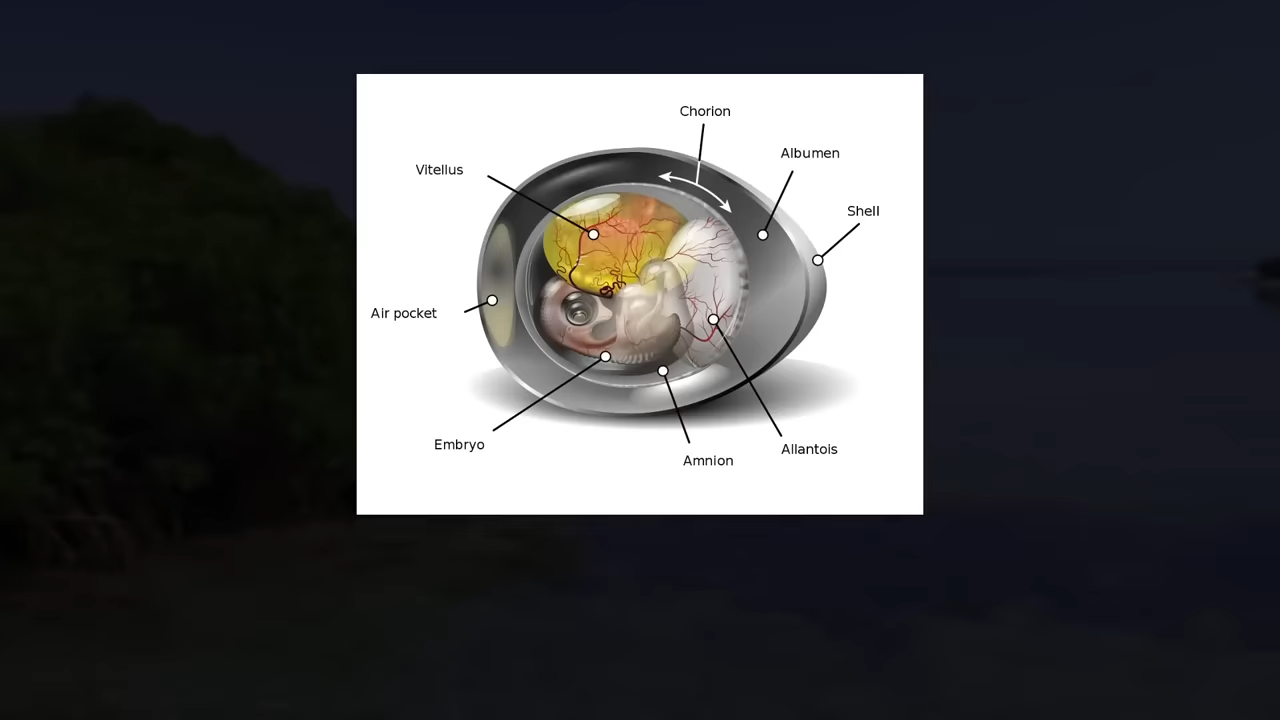 Chorion
Albumen
Vitellus
Shell
Air pocket
Embryo
Allantois
Amnion